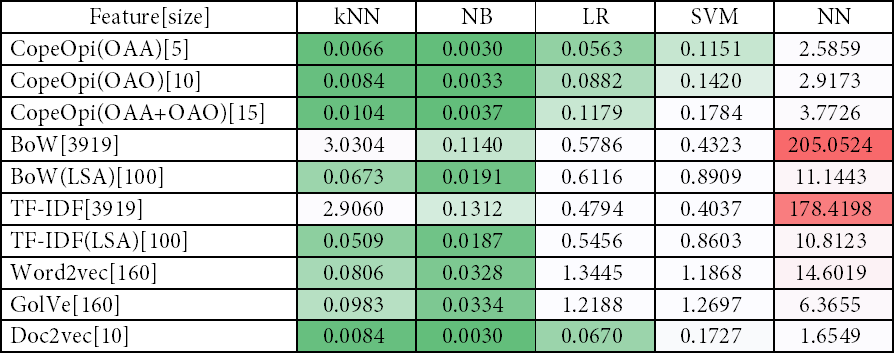 Feature[size] kNN NB LR SVM NN
CopeOpi(OAA)[5] 0.0066 0.0030 0.0563 0.1151 2.5859
CopeOpi(OAO)[10] 0.0084 0.0033 0.0882 0.1420 2.9173
CopeOpi(OAA+OAO)[15] 0.0104 0.0037 0.1179 0.1784 3.7726
BoW[3919] 3.0304 0.1140 0.5786 0.4323 205.0524
BoW(LSA)[100] 0.0673 0.0191 0.6116 0.8909 11.1443
TF-IDF[3919] 2.9060 0.1312 0.4794 0.4037 178.4198
TF-IDF(LSA)[100] 0.0509 0.0187 0.5456 0.8603 10.8123
Word2vec[160] 0.0806 0.0328 1.3445 1.1868 14.6019
GolVe[160] 0.0983 0.0334 1.2188 1.2697 6.3655
Doc2vec[10] 0.0084 0.0030 0.0670 0.1727 1.6549